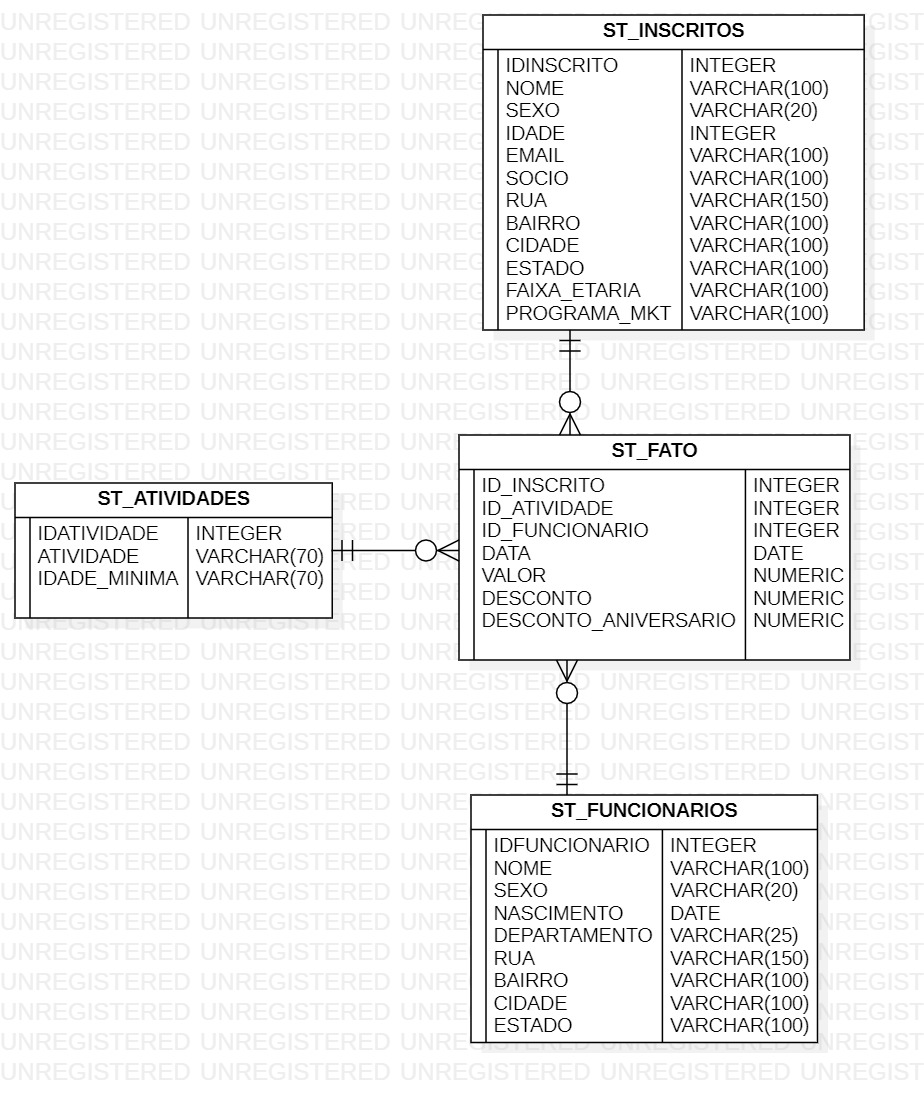 ST_INSCRITOS
IDINSCRITO INTEGER
NOME VARCHAR(100)
SEXO VARCHAR(20)
IDADE INTEGER
EMAIL VARCHAR(100)
SOCIO VARCHAR(100)
RUA VARCHAR(150)
BAIRRO VARCHAR(100)
CIDADE VARCHAR(100)
ESTADO VARCHAR(100)
FAIXA_ETARIA VARCHAR(100)
PROGRAMA_MKT VARCHAR(100)
ST_FATO
ID_INSCRITO INTEGER
ID_ATIVIDADE INTEGER
ID_FUNCIONARIO INTEGER
DATA DATE
VALOR NUMERIC
DESCONTO NUMERIC
DESCONTO_ANIVERSARIO NUMERIC
ST_ATIVIDADES
IDATIVIDADE INTEGER
ATIVIDADE VARCHAR(70)
IDADE_MINIMA VARCHAR(70)
ST_FUNCIONARIOS
IDFUNCIONARIO INTEGER
NOME VARCHAR(100)
SEXO VARCHAR(20)
NASCIMENTO DATE
DEPARTAMENTO VARCHAR(25)
RUA VARCHAR(150)
BAIRRO VARCHAR(100)
CIDADE VARCHAR(100)
ESTADO VARCHAR(100)
UNREGISTERED